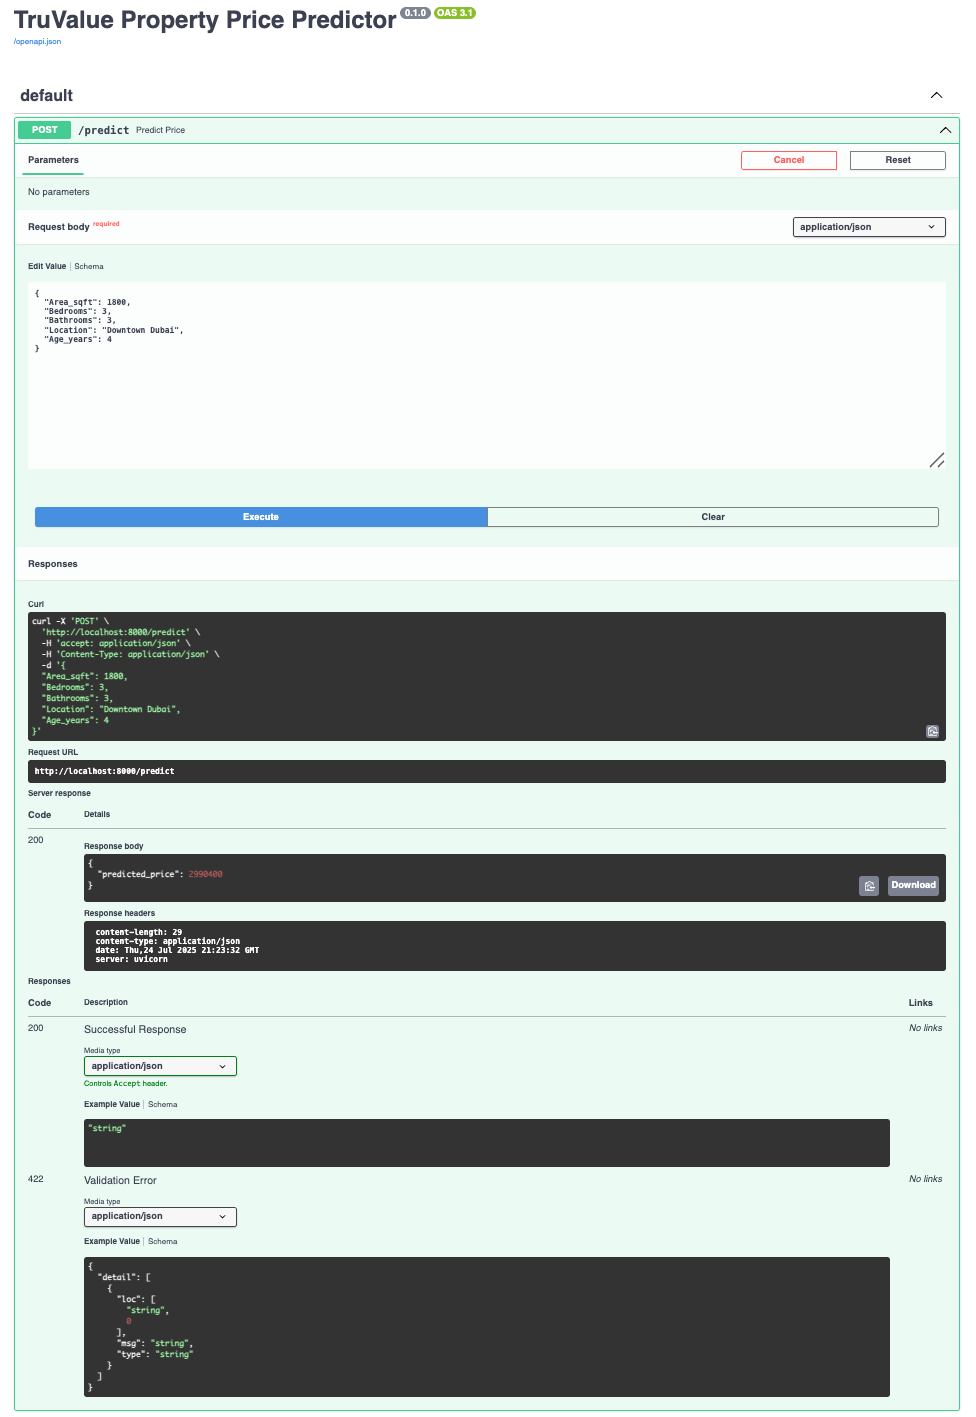 TruValue Property Price Predictor 0.1.0 OAS 3.1
/openapi.json
default
POST /predict Predict Price
Parameters
Cancel
Reset
No parameters
Request body required
application/json
Edit Value | Schema
{
  "Area_sqft": 1800,
  "Bedrooms": 3,
  "Bathrooms": 3,
  "Location": "Downtown Dubai",
  "Age_years": 4
}
Execute
Clear
Responses
Curl
curl -X 'POST' \
  'http://localhost:8000/predict' \
  -H 'accept: application/json' \
  -H 'Content-Type: application/json' \
  -d '{
  "Area_sqft": 1800,
  "Bedrooms": 3,
  "Bathrooms": 3,
  "Location": "Downtown Dubai",
  "Age_years": 4
}'
Request URL
http://localhost:8000/predict
Server response
Code Details
200
Response body
{
  "predicted_price": 2990400
}
Download
Response headers
content-length: 29
content-type: application/json
date: Thu,24 Jul 2025 21:23:32 GMT
server: uvicorn
Responses
Code Description Links
200 Successful Response No links
Media type
application/json
Controls Accept header.
Example Value | Schema
"string"
422 Validation Error No links
Media type
application/json
Example Value | Schema
{
  "detail": [
    {
      "loc": [
        "string",
        0
      ],
      "msg": "string",
      "type": "string"
    }
  ]
}